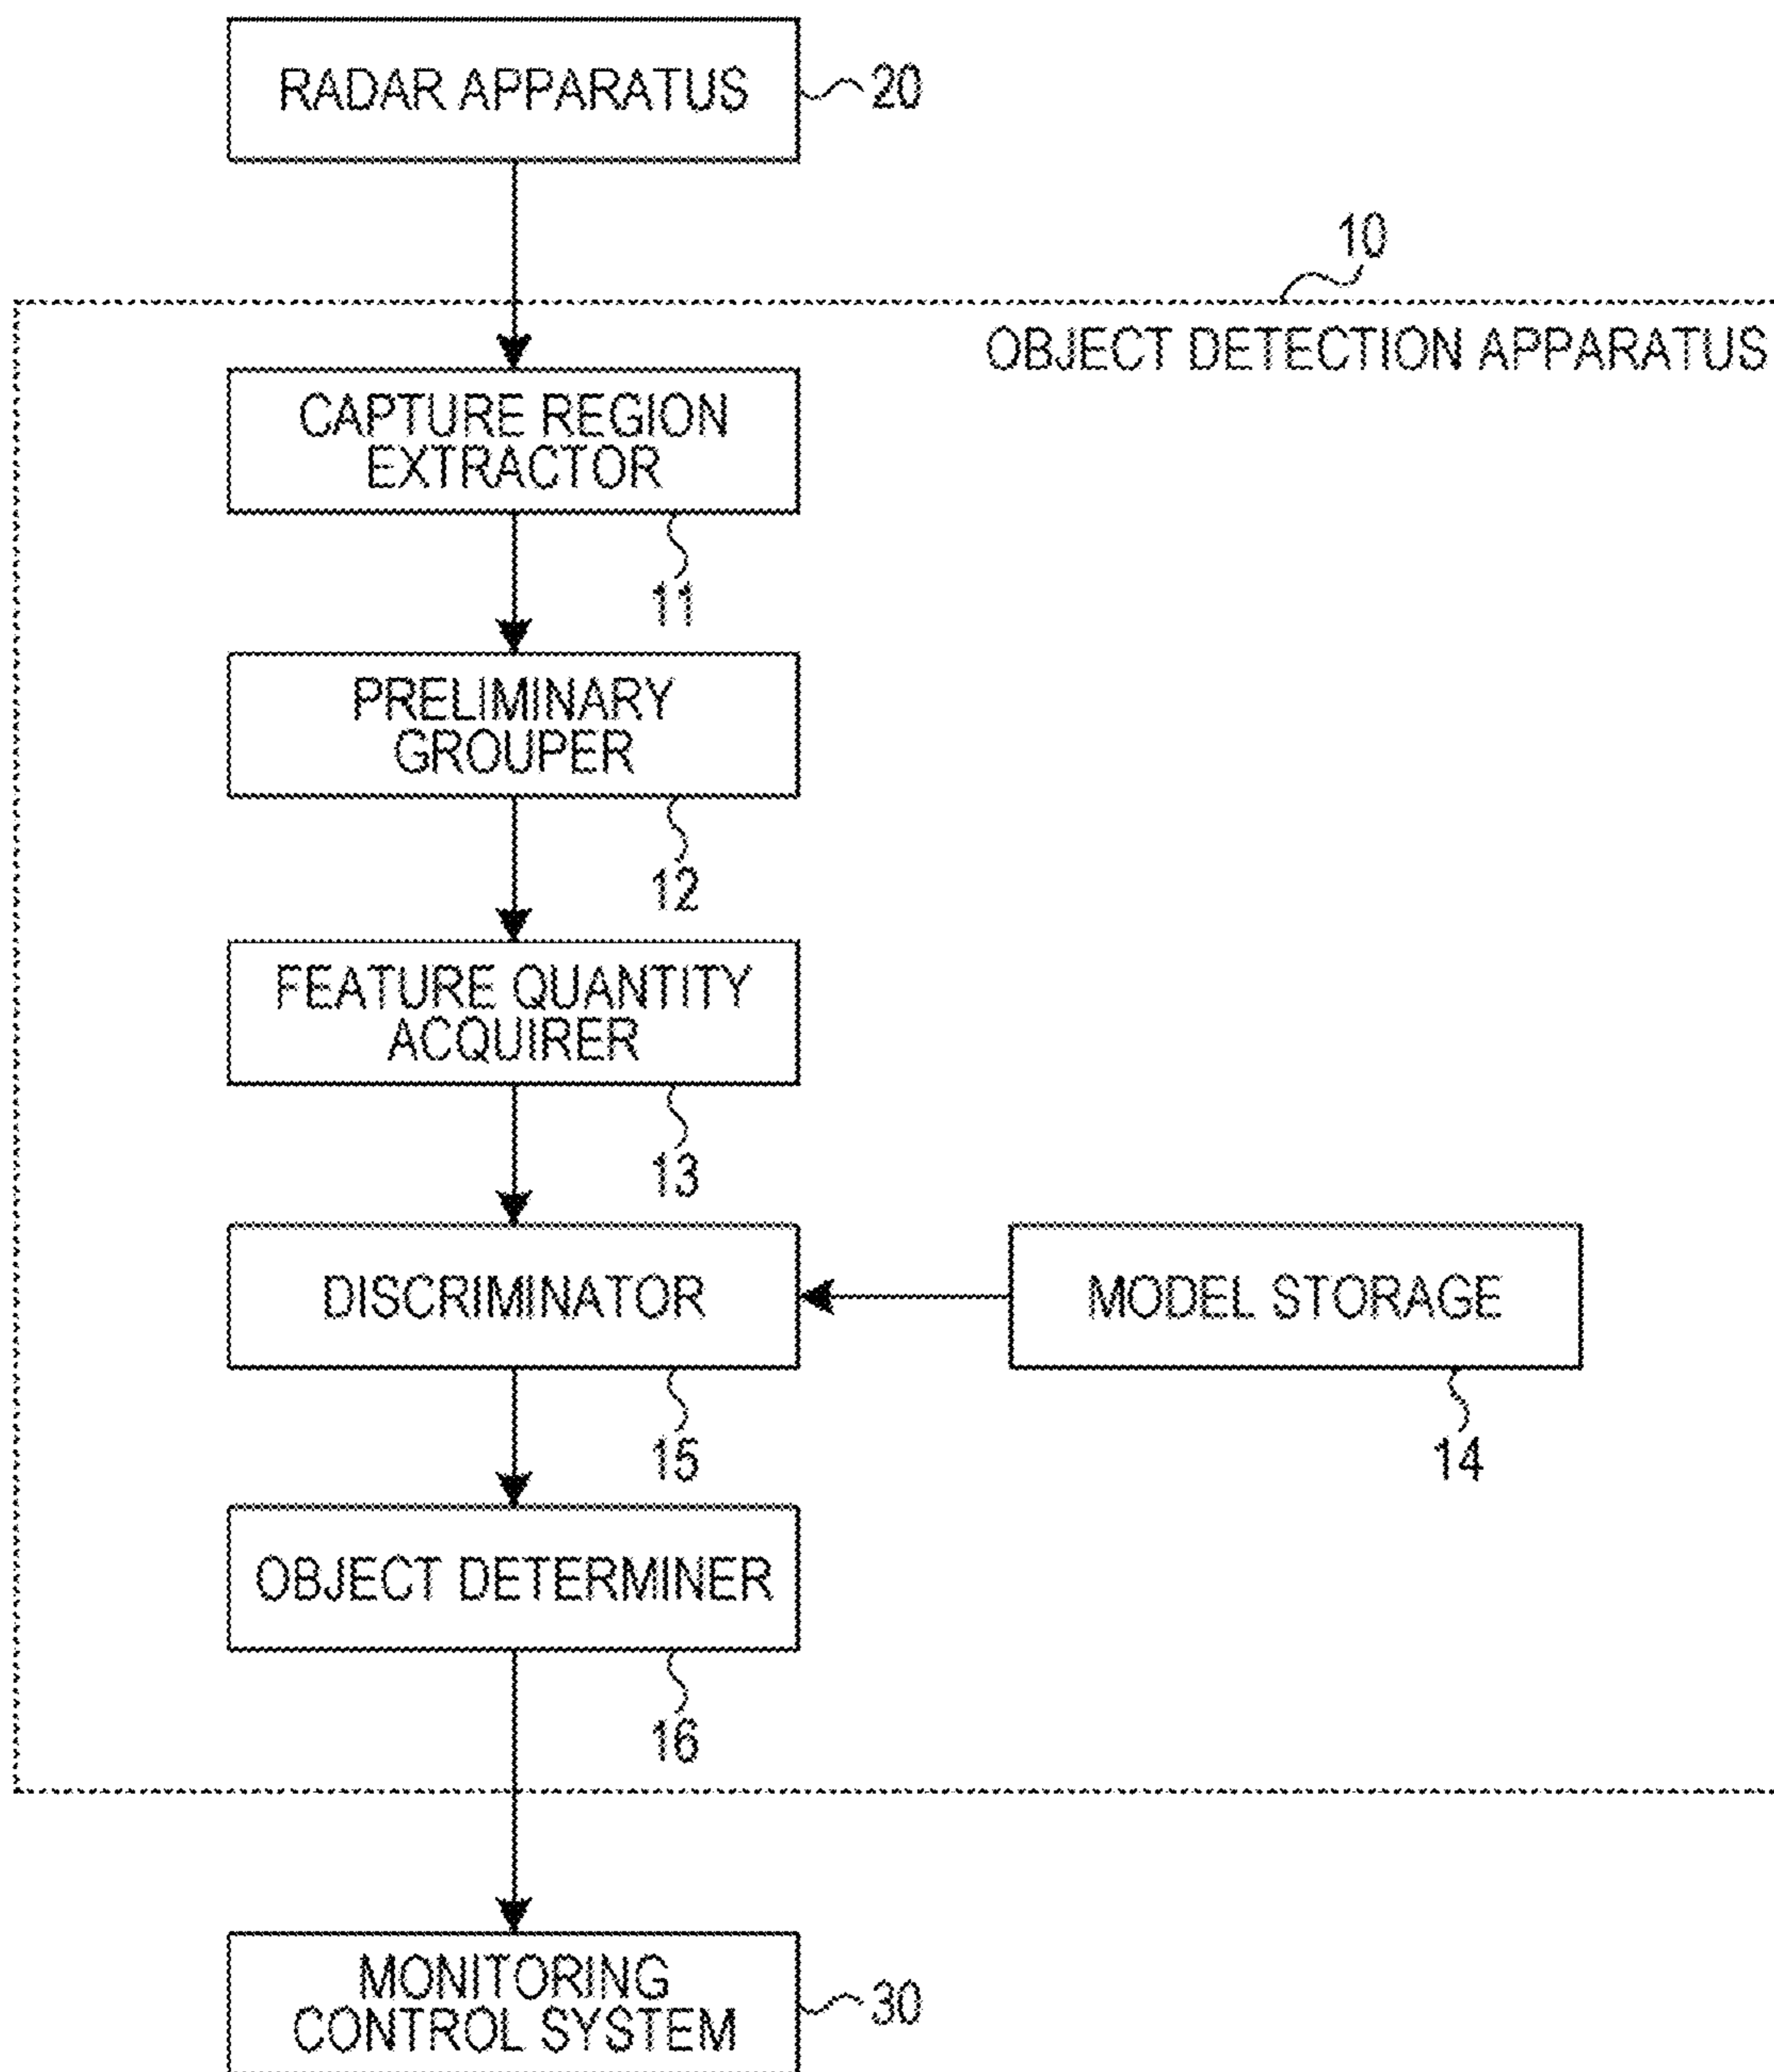 RADAR APPARATUS
20
10
OBJECT DETECTION APPARATUS
CAPTURE REGION
EXTRACTOR
11
PRELIMINARY
GROUPER
12
FEATURE QUANTITY
ACQUIRER
13
DISCRIMINATOR
MODEL STORAGE
15
14
OBJECT DETERMINER
16
MONITORING
CONTROL SYSTEM
30